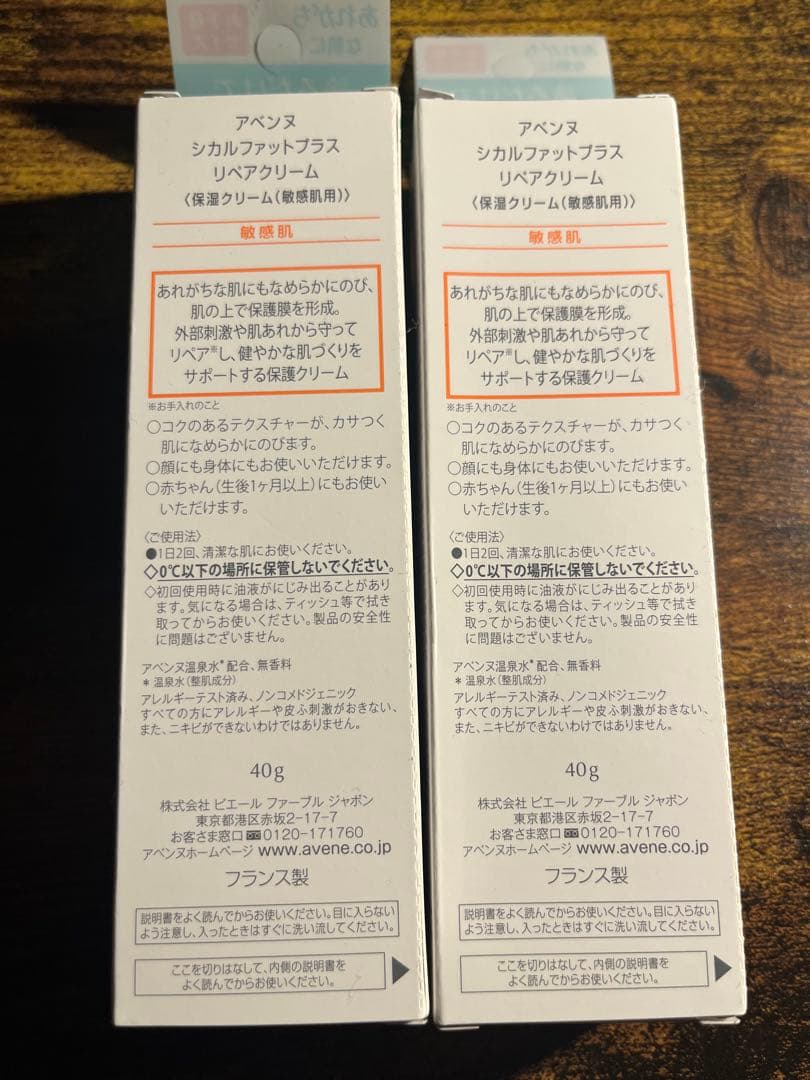 アベンヌ
シカルファットプラス
リペアクリーム
〈保湿クリーム(敏感肌用)〉
敏感肌
あれがちな肌にもなめらかにのび、
肌の上で保護膜を形成。
外部刺激や肌あれから守って
リペア※し、健やかな肌づくりを
サポートする保護クリーム
※お手入れのこと
○コクのあるテクスチャーが、カサつく
肌になめらかにのびます。
○顔にも身体にもお使いいただけます。
○赤ちゃん(生後1ヶ月以上)にもお使い
いただけます。
〈ご使用法〉
●1日2回、清潔な肌にお使いください。
◇0℃以下の場所に保管しないでください。
◇初回使用時に油液がにじみ出ることがあり
ます。気になる場合は、ティッシュ等で拭き
取ってからお使いください。製品の安全性
に問題はございません。
アベンヌ温泉水*配合、無香料
* 温泉水(整肌成分)
アレルギーテスト済み、ノンコメドジェニック
すべての方にアレルギーや皮ふ刺激がおきない、
また、ニキビができないわけではありません。
40g
株式会社 ピエール ファーブル ジャポン
東京都港区赤坂2-17-7
お客さま窓口 0120-171760
アベンヌホームページ www.avene.co.jp
フランス製
説明書をよく読んでからお使いください。目に入らない
よう注意し、入ったときはすぐに洗い流してください。
ここを切りはなして、内側の説明書を
よく読んでからお使いください。
アベンヌ
シカルファットプラス
リペアクリーム
〈保湿クリーム(敏感肌用)〉
敏感肌
あれがちな肌にもなめらかにのび、
肌の上で保護膜を形成。
外部刺激や肌あれから守って
リペア※し、健やかな肌づくりを
サポートする保護クリーム
※お手入れのこと
○コクのあるテクスチャーが、カサつく
肌になめらかにのびます。
○顔にも身体にもお使いいただけます。
○赤ちゃん(生後1ヶ月以上)にもお使い
いただけます。
〈ご使用法〉
●1日2回、清潔な肌にお使いください。
◇0℃以下の場所に保管しないでください。
◇初回使用時に油液がにじみ出ることがあり
ます。気になる場合は、ティッシュ等で拭き
取ってからお使いください。製品の安全性
に問題はございません。
アベンヌ温泉水*配合、無香料
* 温泉水(整肌成分)
アレルギーテスト済み、ノンコメドジェニック
すべての方にアレルギーや皮ふ刺激がおきない、
また、ニキビができないわけではありません。
40g
株式会社 ピエール ファーブル ジャポン
東京都港区赤坂2-17-7
お客さま窓口 0120-171760
アベンヌホームページ www.avene.co.jp
フランス製
説明書をよく読んでからお使いください。目に入らない
よう注意し、入ったときはすぐに洗い流してください。
ここを切りはなして、内側の説明書を
よく読んでからお使いください。